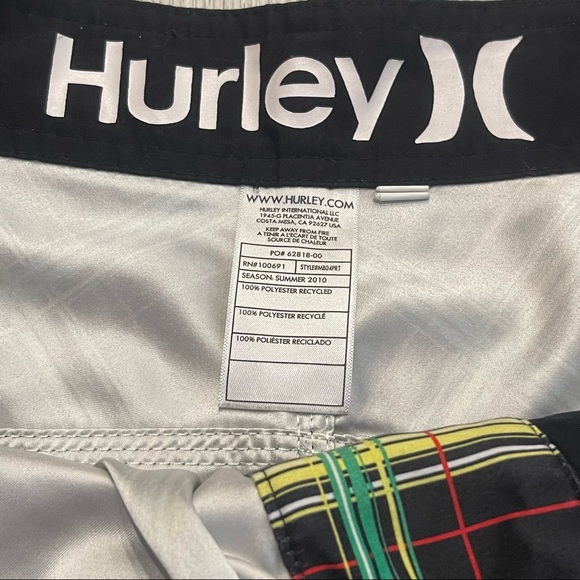 Hurley
WWW.HURLEY.COM
HURLEY INTERNATIONAL LLC
1945-G PLACENTIA AVENUE
COSTA MESA, CA 92627 USA
KEEP AWAY FROM FIRE
A TENIR A L'ECART DE TOUTE
SOURCE DE CHALEUR
PO# 62818-00
RN#100691 STYLE#MB04PRT
SEASON: SUMMER 2010
100% POLYESTER RECYCLED
100% POLYESTER RECYCLÉ
100% POLIÉSTER RECICLADO